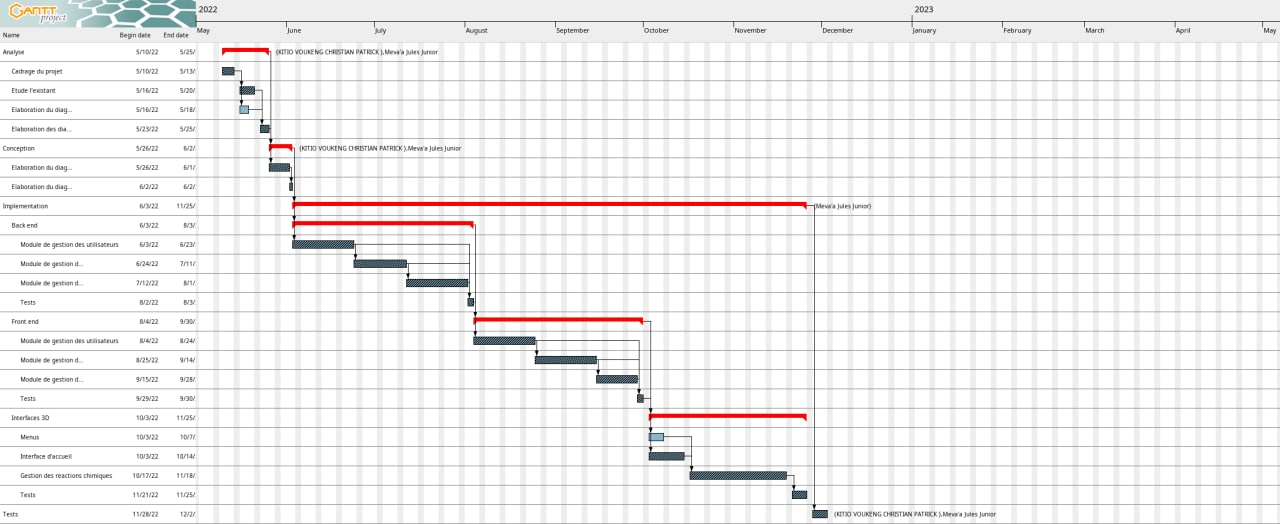 GANTT
project
2022
2023
May June July August September October November December January February March April May
Name Begin date End date
Analyse 5/10/22 5/25/ {KITIO VOUKENG CHRISTIAN PATRICK },Meva'a Jules Junior
Cadrage du projet 5/10/22 5/13/
Etude l'existant 5/16/22 5/20/
Elaboration du diag... 5/16/22 5/18/
Elaboration des dia... 5/23/22 5/25/
Conception 5/26/22 6/2/ {KITIO VOUKENG CHRISTIAN PATRICK },Meva'a Jules Junior
Elaboration du diag... 5/26/22 6/1/
Elaboration du diag... 6/2/22 6/2/
Implementation 6/3/22 11/25/ {Meva'a Jules Junior}
Back end 6/3/22 8/3/
Module de gestion des utilisateurs 6/3/22 6/23/
Module de gestion d... 6/24/22 7/11/
Module de gestion d... 7/12/22 8/1/
Tests 8/2/22 8/3/
Front end 8/4/22 9/30/
Module de gestion des utilisateurs 8/4/22 8/24/
Module de gestion d... 8/25/22 9/14/
Module de gestion d... 9/15/22 9/28/
Tests 9/29/22 9/30/
Interfaces 3D 10/3/22 11/25/
Menus 10/3/22 10/7/
Interface d'accueil 10/3/22 10/14/
Gestion des reactions chimiques 10/17/22 11/18/
Tests 11/21/22 11/25/
Tests 11/28/22 12/2/ {KITIO VOUKENG CHRISTIAN PATRICK },Meva'a Jules Junior